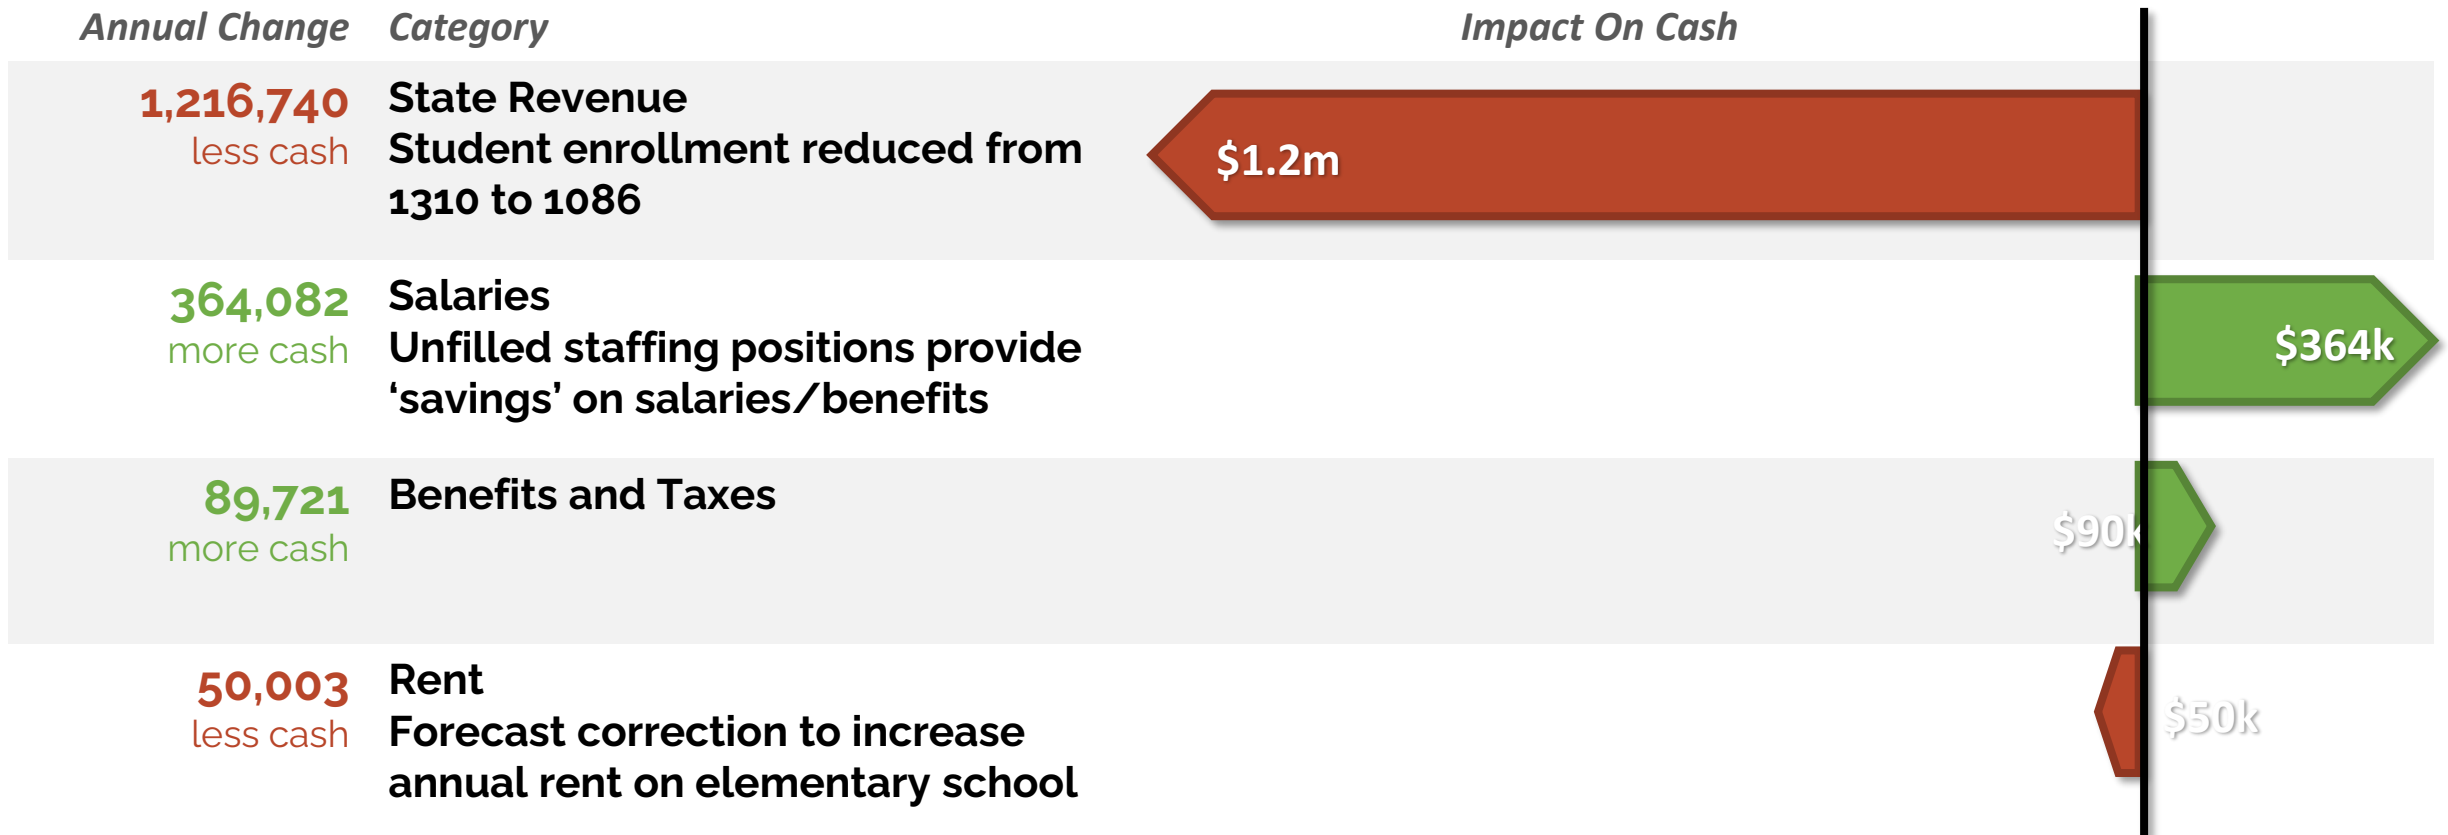 Annual Change Category Impact On Cash
1,216,740 State Revenue
less cash Student enrollment reduced from
1310 to 1086
$1.2m
364,082 Salaries
more cash Unfilled staffing positions provide
‘savings’ on salaries/benefits
$364k
89,721 Benefits and Taxes
more cash
$90k
50,003 Rent
less cash Forecast correction to increase
annual rent on elementary school
$50k